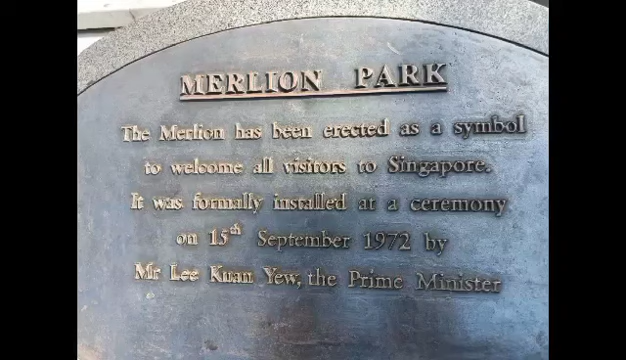 MERLION PARK
The Merlion has been erected as a symbol
to welcome all visitors to Singapore.
It was formally installed at a ceremony
on 15th September 1972 by
Mr Lee Kuan Yew, the Prime Minister